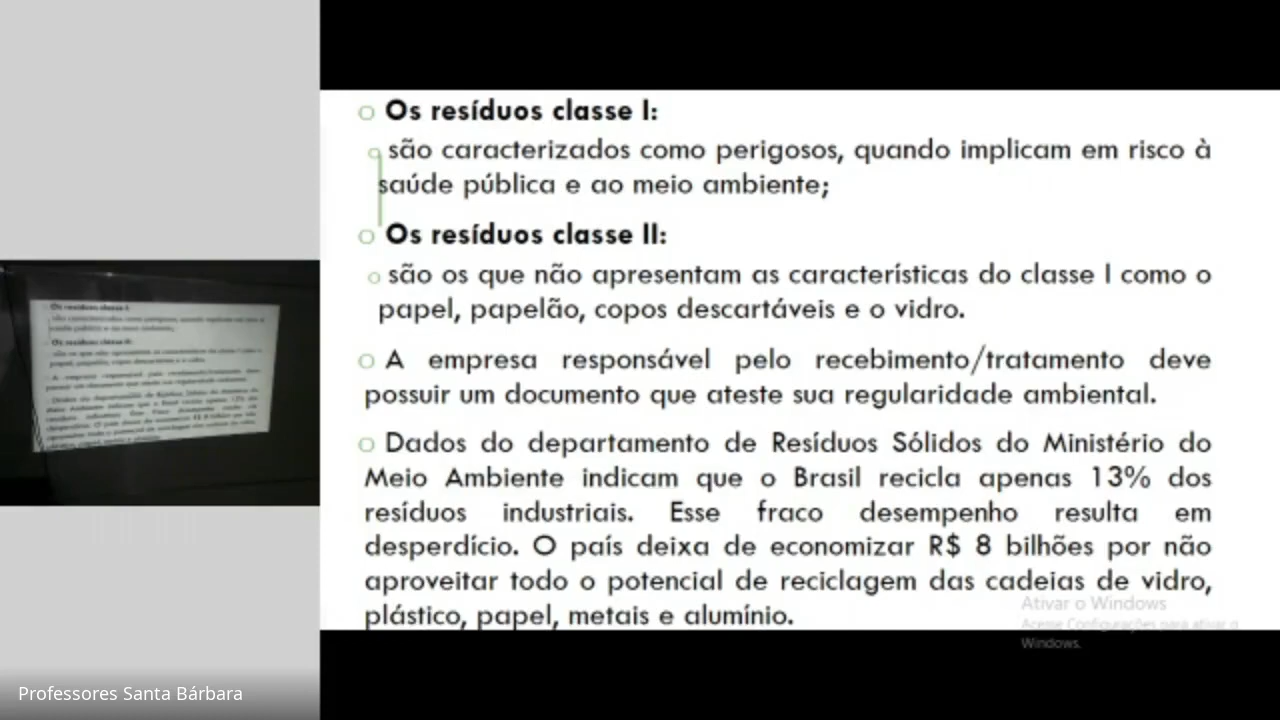 Os resíduos classe I:
são caracterizados como perigosos, quando implicam em risco à
saúde pública e ao meio ambiente;
Os resíduos classe II:
são os que não apresentam as características do classe I como o
papel, papelão, copos descartáveis e o vidro.
A empresa responsável pelo recebimento/tratamento deve
possuir um documento que ateste sua regularidade ambiental.
Dados do departamento de Resíduos Sólidos do Ministério do
Meio Ambiente indicam que o Brasil recicla apenas 13% dos
resíduos industriais. Esse fraco desempenho resulta em
desperdício. O país deixa de economizar R$ 8 bilhões por não
aproveitar todo o potencial de reciclagem das cadeias de vidro,
plástico, papel, metais e alumínio.
Ativar o Windows
Acesse Configurações para ativar o
Windows.
Professores Santa Bárbara